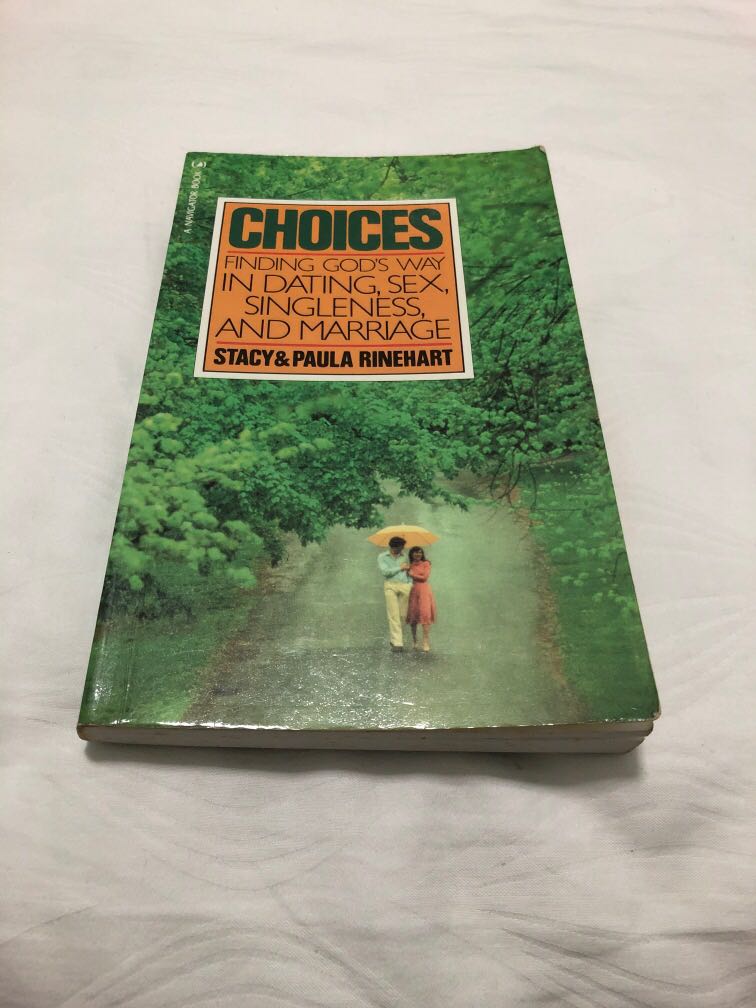 A NAVIGATOR BOOK
CHOICES
FINDING GOD'S WAY
IN DATING, SEX,
SINGLENESS,
AND MARRIAGE
STACY & PAULA RINEHART